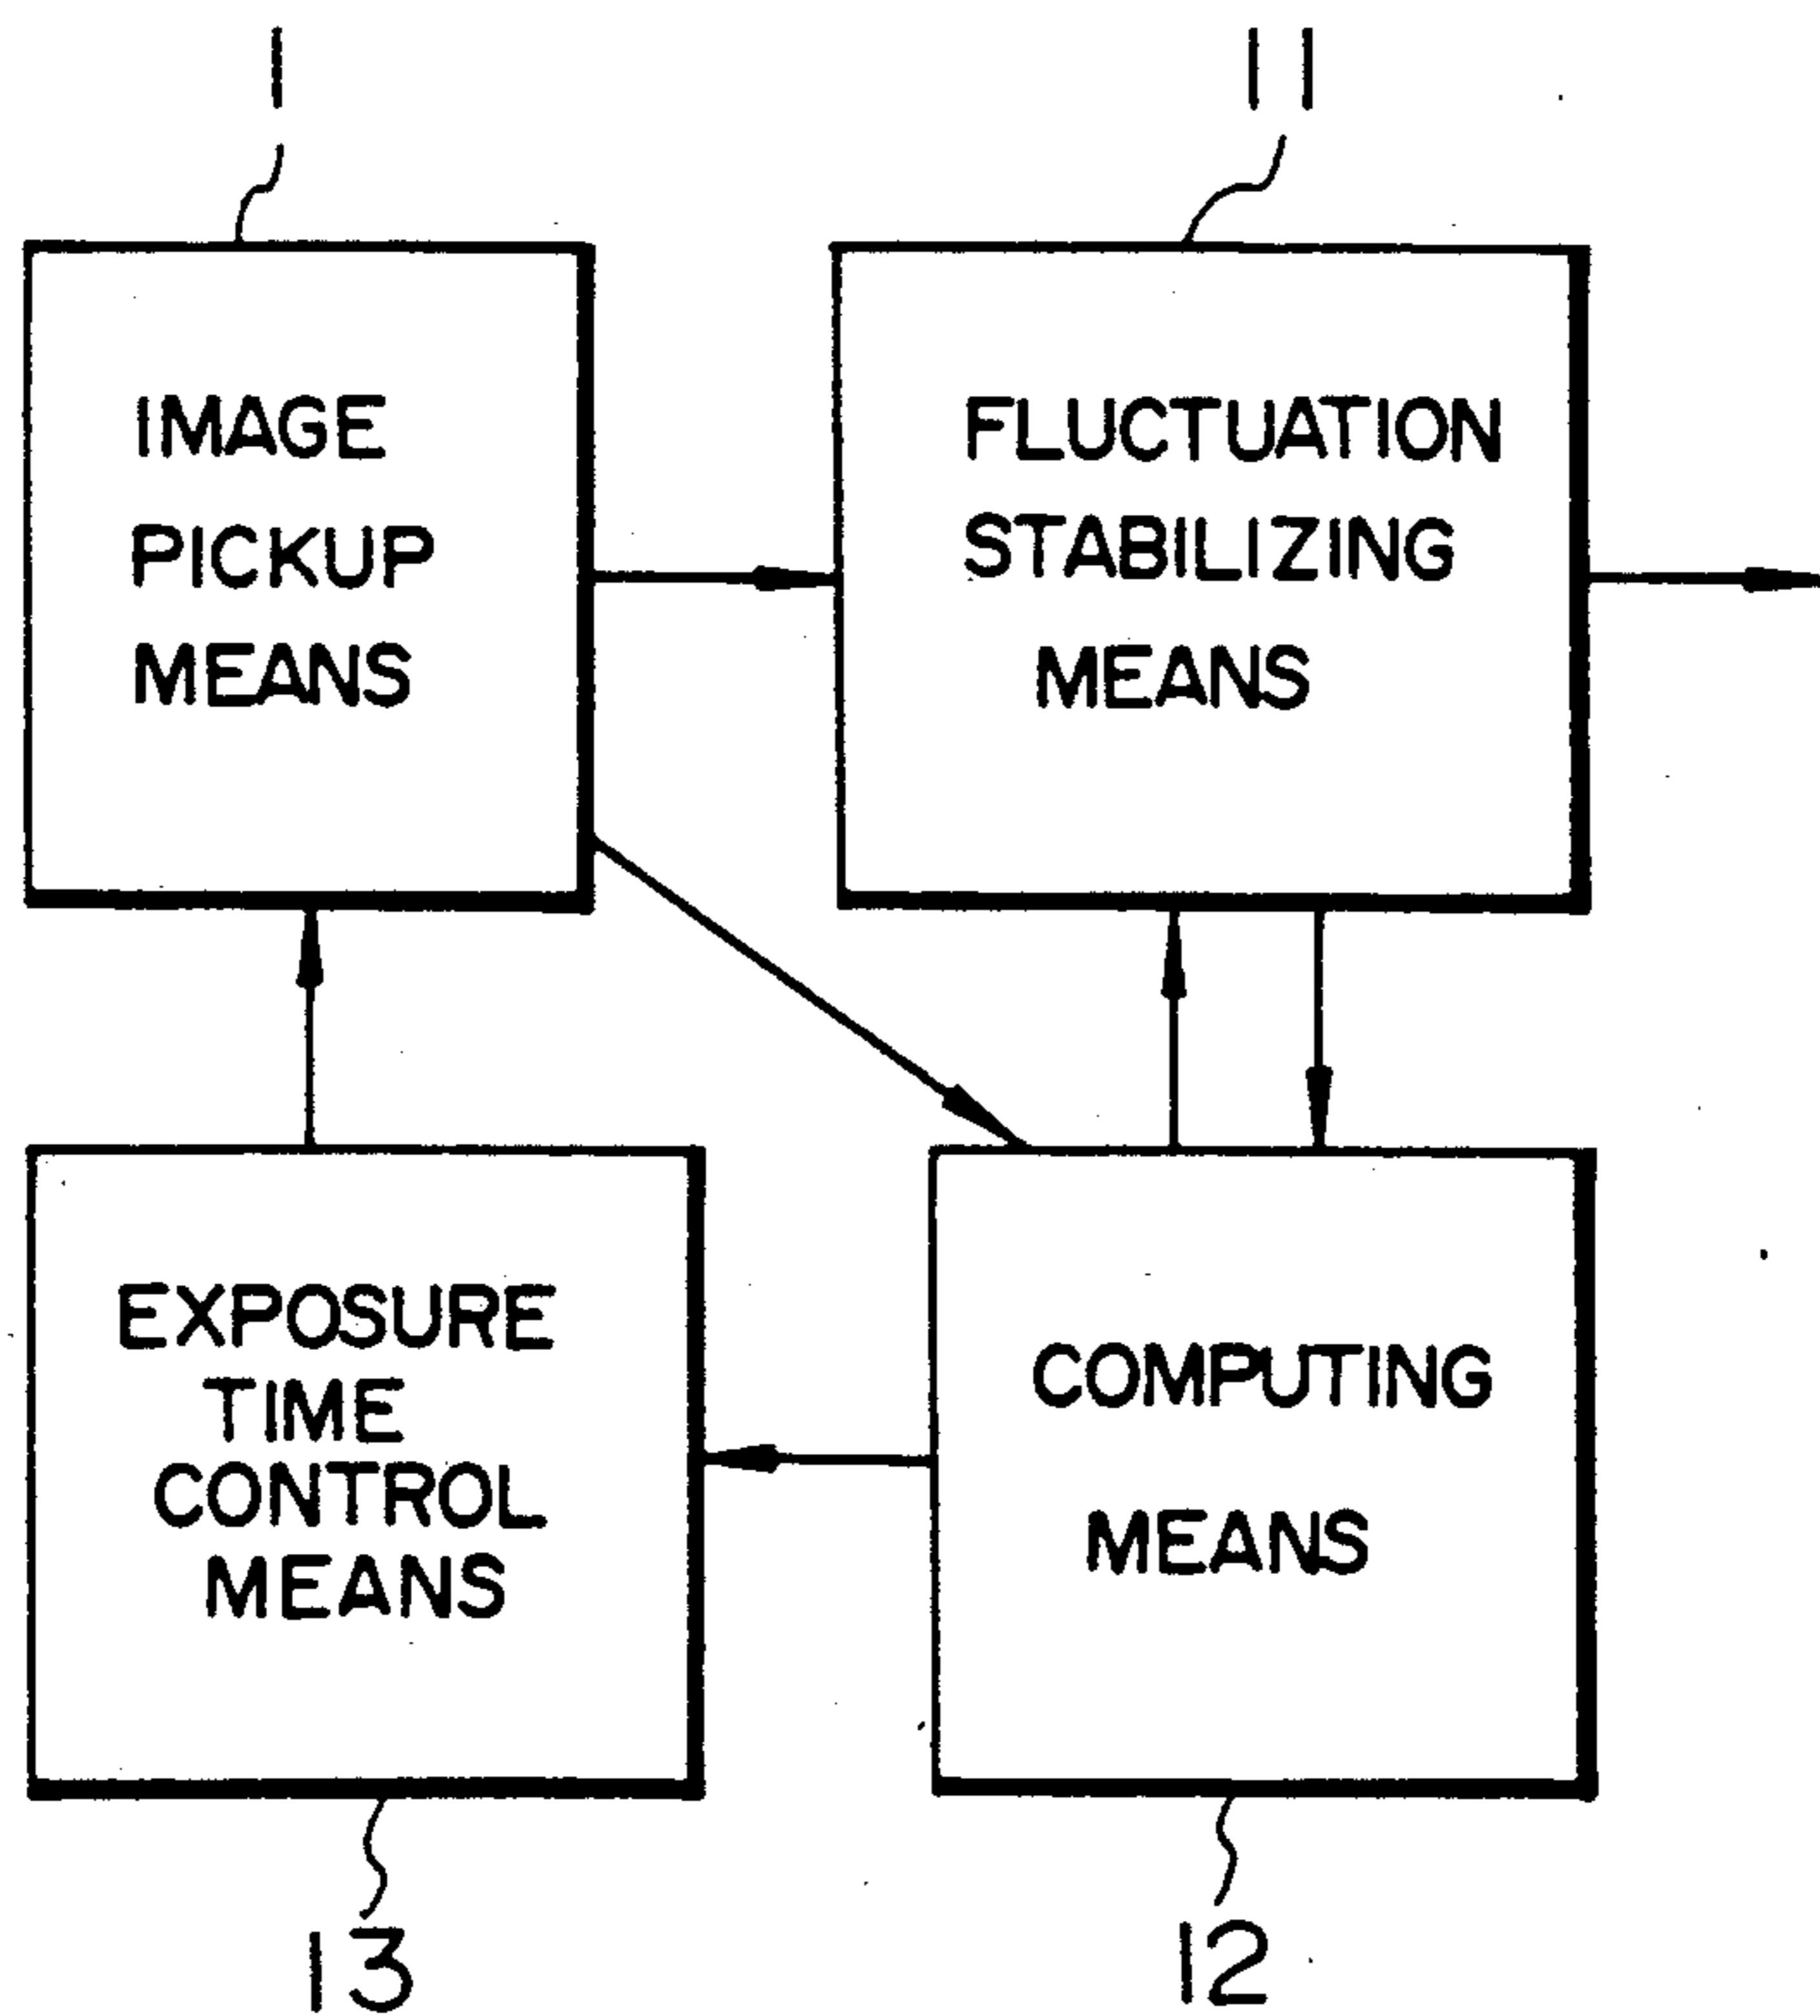 1
11
IMAGE
PICKUP
MEANS
FLUCTUATION
STABILIZING
MEANS
EXPOSURE
TIME
CONTROL
MEANS
COMPUTING
MEANS
13
12